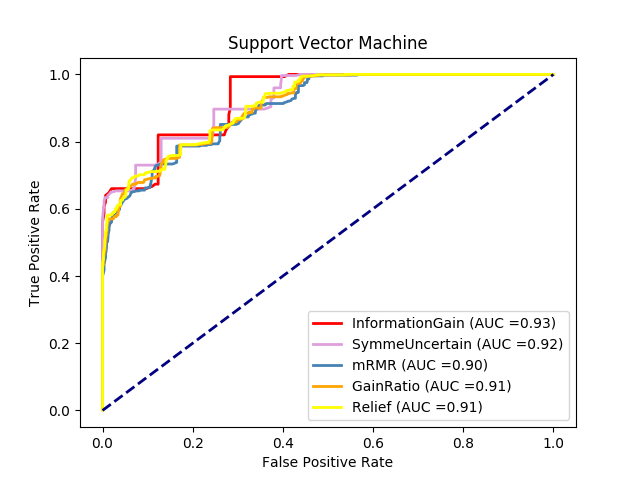 Support Vector Machine
True Positive Rate
1.0
0.8
0.6
0.4
0.2
0.0
InformationGain (AUC =0.93)
SymmeUncertain (AUC =0.92)
mRMR (AUC =0.90)
GainRatio (AUC =0.91)
Relief (AUC =0.91)
0.0 0.2 0.4 0.6 0.8 1.0
False Positive Rate